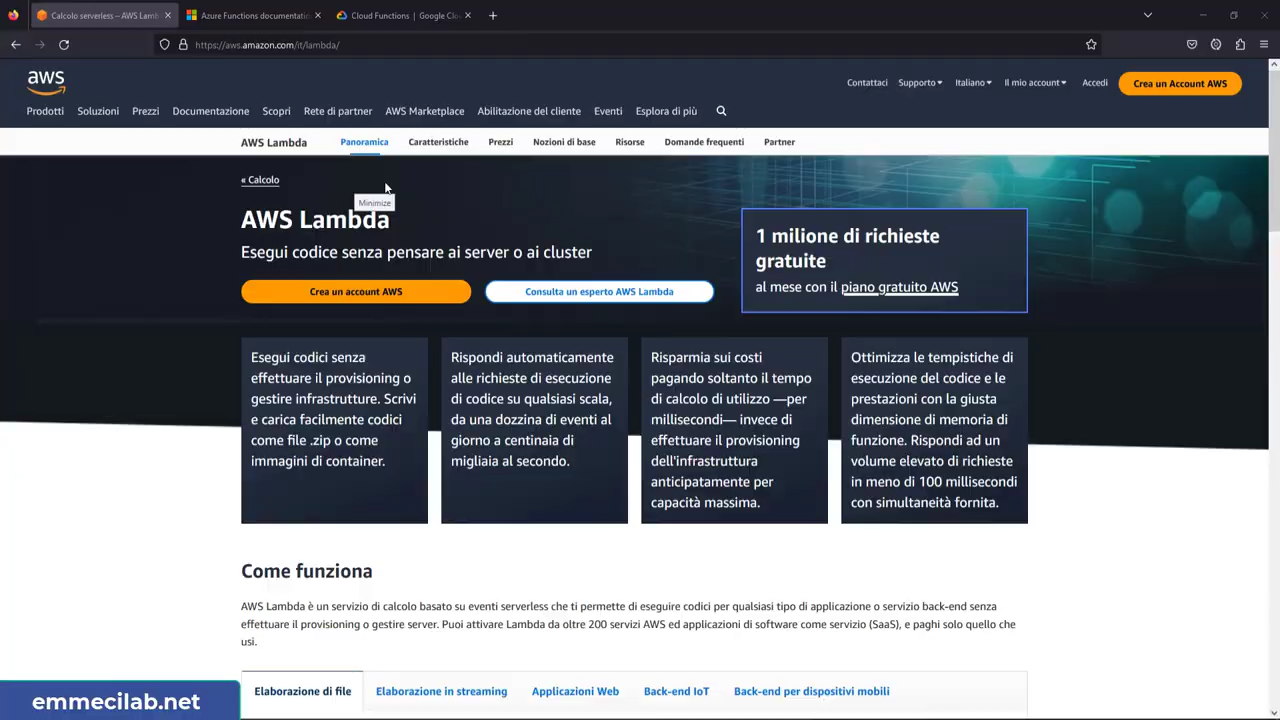 Calcolo serverless – AWS Lamb
Azure Functions documentatio
Cloud Functions | Google Clo
https://aws.amazon.com/it/lambda/
aws
Contattaci
Supporto
Italiano
Il mio account
Accedi
Crea un Account AWS
Prodotti
Soluzioni
Prezzi
Documentazione
Scopri
Rete di partner
AWS Marketplace
Abilitazione del cliente
Eventi
Esplora di più
AWS Lambda
Panoramica
Caratteristiche
Prezzi
Nozioni di base
Risorse
Domande frequenti
Partner
« Calcolo
Minimize
AWS Lambda
Esegui codice senza pensare ai server o ai cluster
Crea un account AWS
Consulta un esperto AWS Lambda
1 milione di richieste
gratuite
al mese con il piano gratuito AWS
Esegui codici senza
effettuare il provisioning o
gestire infrastrutture. Scrivi
e carica facilmente codici
come file .zip o come
immagini di container.
Rispondi automaticamente
alle richieste di esecuzione
di codice su qualsiasi scala,
da una dozzina di eventi al
giorno a centinaia di
migliaia al secondo.
Risparmia sui costi
pagando soltanto il tempo
di calcolo di utilizzo —per
millisecondi— invece di
effettuare il provisioning
dell'infrastruttura
anticipatamente per
capacità massima.
Ottimizza le tempistiche di
esecuzione del codice e le
prestazioni con la giusta
dimensione di memoria di
funzione. Rispondi ad un
volume elevato di richieste
in meno di 100 millisecondi
con simultaneità fornita.
Come funziona
AWS Lambda è un servizio di calcolo basato su eventi serverless che ti permette di eseguire codici per qualsiasi tipo di applicazione o servizio back-end senza
effettuare il provisioning o gestire server. Puoi attivare Lambda da oltre 200 servizi AWS ed applicazioni di software come servizio (SaaS), e paghi solo quello che
usi.
Elaborazione di file
Elaborazione in streaming
Applicazioni Web
Back-end IoT
Back-end per dispositivi mobili
emmecilab.net